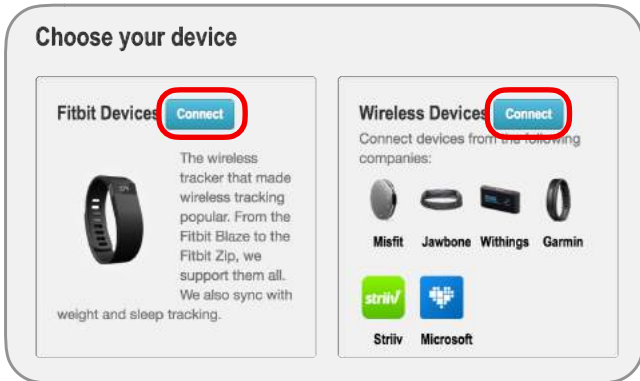 Choose your device
Fitbit Devices Connect
The wireless
tracker that made
wireless tracking
popular. From the
Fitbit Blaze to the
Fitbit Zip, we
support them all.
We also sync with
weight and sleep tracking.
Wireless Devices Connect
Connect devices from the following
companies:
Misfit Jawbone Withings Garmin
striiv
Striiv Microsoft